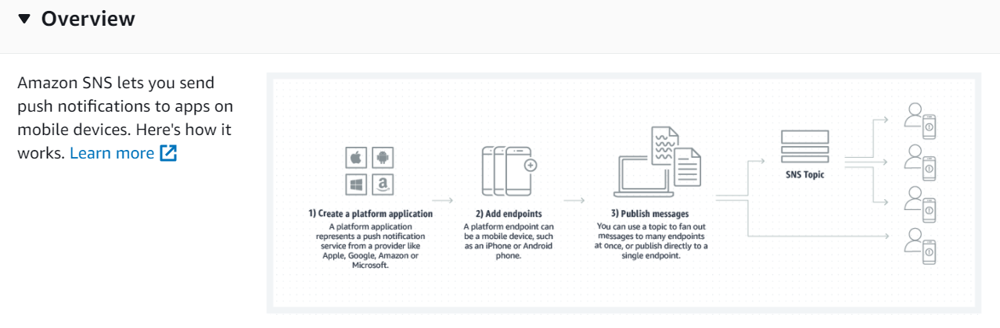 Overview
Amazon SNS lets you send
push notifications to apps on
mobile devices. Here's how it
works. Learn more
1) Create a platform application
A platform application
represents a push notification
service from a provider like
Apple, Google, Amazon or
Microsoft.
2) Add endpoints
A platform endpoint can
be a mobile device, such
as an iPhone or Android
phone.
3) Publish messages
You can use a topic to fan out
messages to many endpoints
at once, or publish directly to a
single endpoint.
SNS Topic